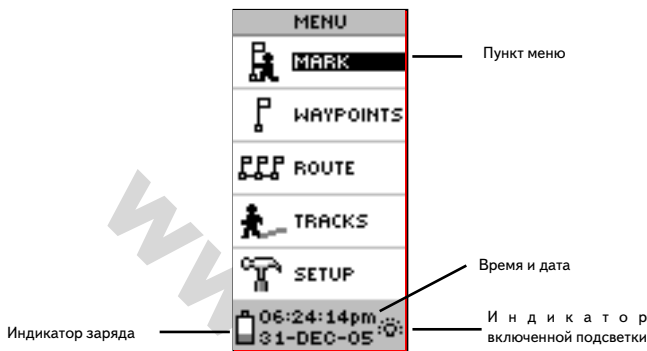 MENU
MARK
Пункт меню
WAYPOINTS
ROUTE
TRACKS
SETUP
Время и дата
06:24:14pm
31-DEC-05
Индикатор заряда
Индикатор
включенной подсветки